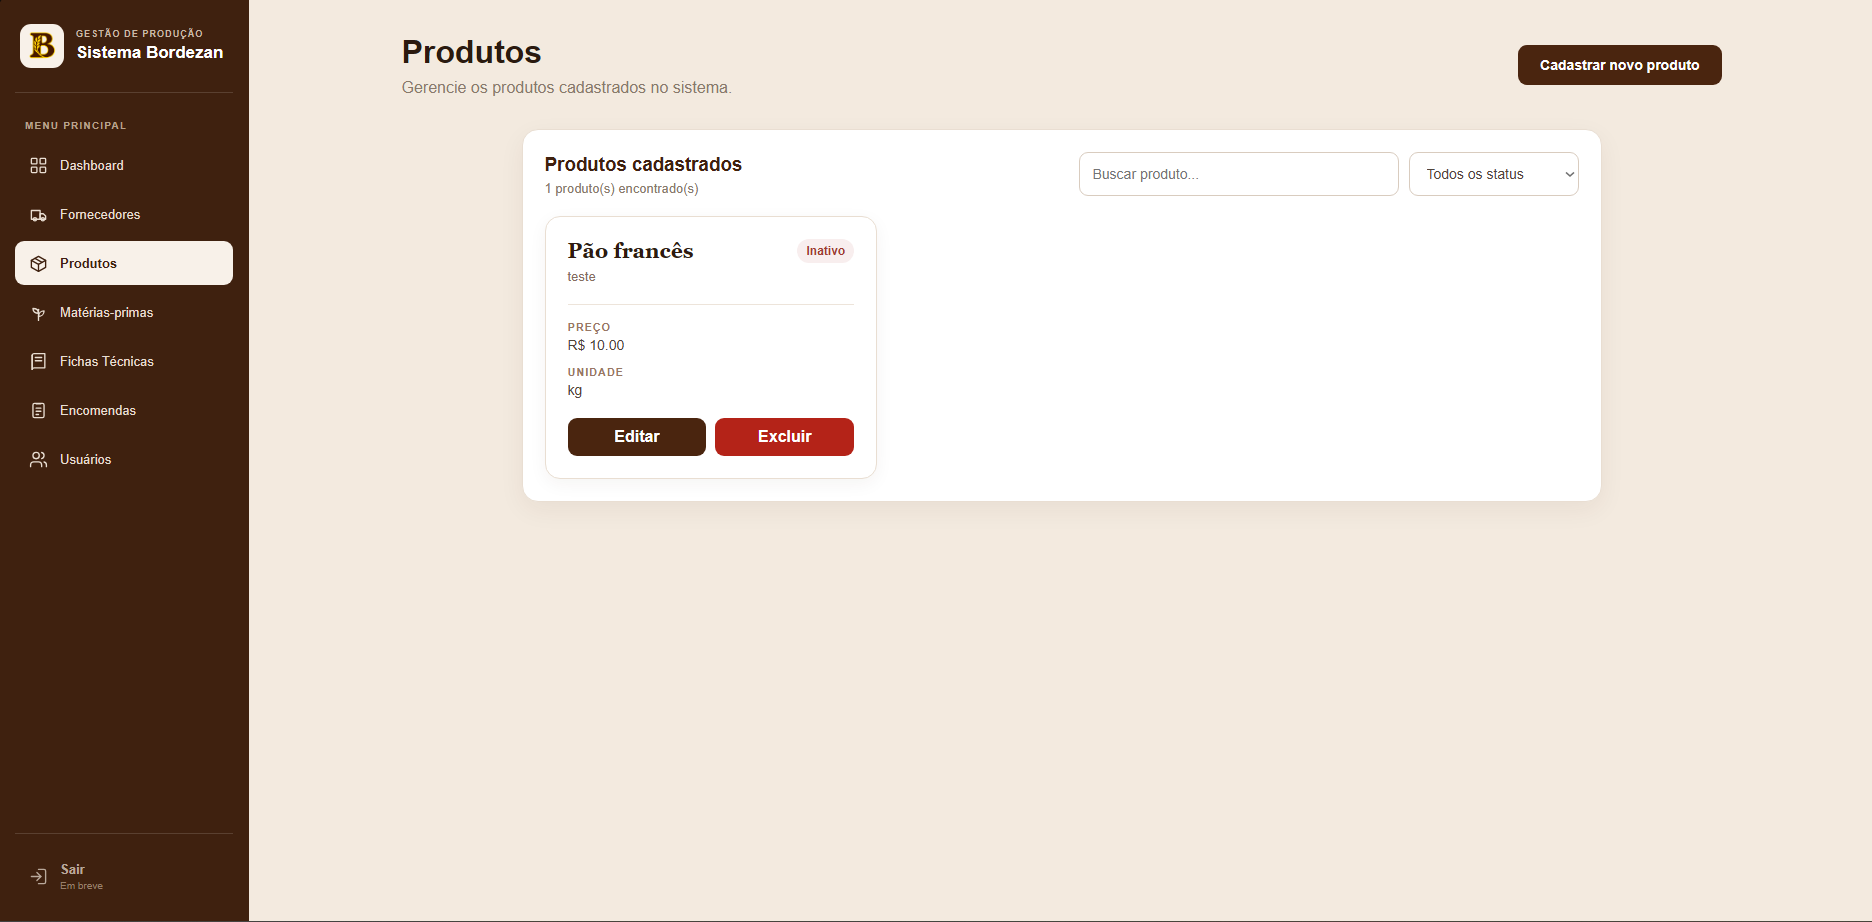 B
GESTÃO DE PRODUÇÃO
Sistema Bordezan
MENU PRINCIPAL
Dashboard
Fornecedores
Produtos
Matérias-primas
Fichas Técnicas
Encomendas
Usuários
Sair
Em breve
Produtos
Gerencie os produtos cadastrados no sistema.
Cadastrar novo produto
Produtos cadastrados
1 produto(s) encontrado(s)
Buscar produto...
Todos os status
Pão francês
Inativo
teste
PREÇO
R$ 10.00
UNIDADE
kg
Editar
Excluir